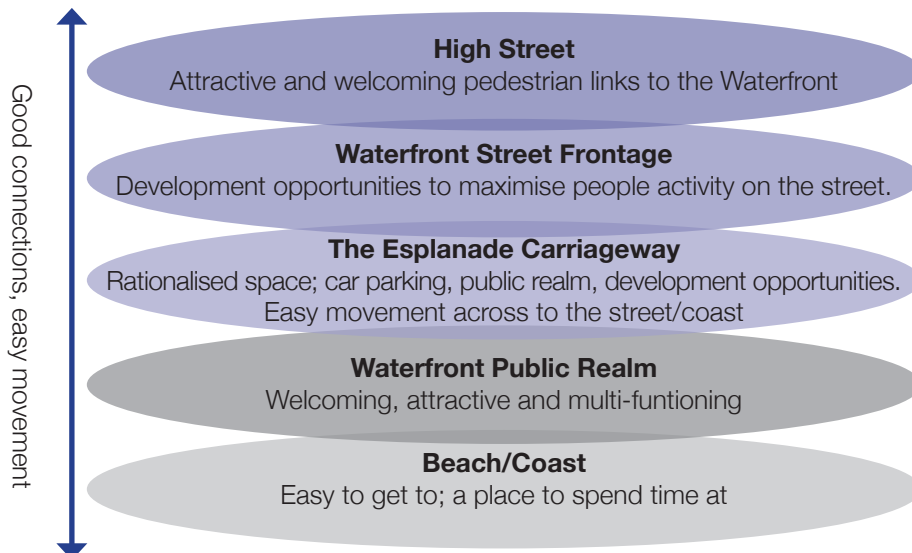 Good connections, easy movement
High Street
Attractive and welcoming pedestrian links to the Waterfront
Waterfront Street Frontage
Development opportunities to maximise people activity on the street.
The Esplanade Carriageway
Rationalised space; car parking, public realm, development opportunities.
Easy movement across to the street/coast
Waterfront Public Realm
Welcoming, attractive and multi-funtioning
Beach/Coast
Easy to get to; a place to spend time at